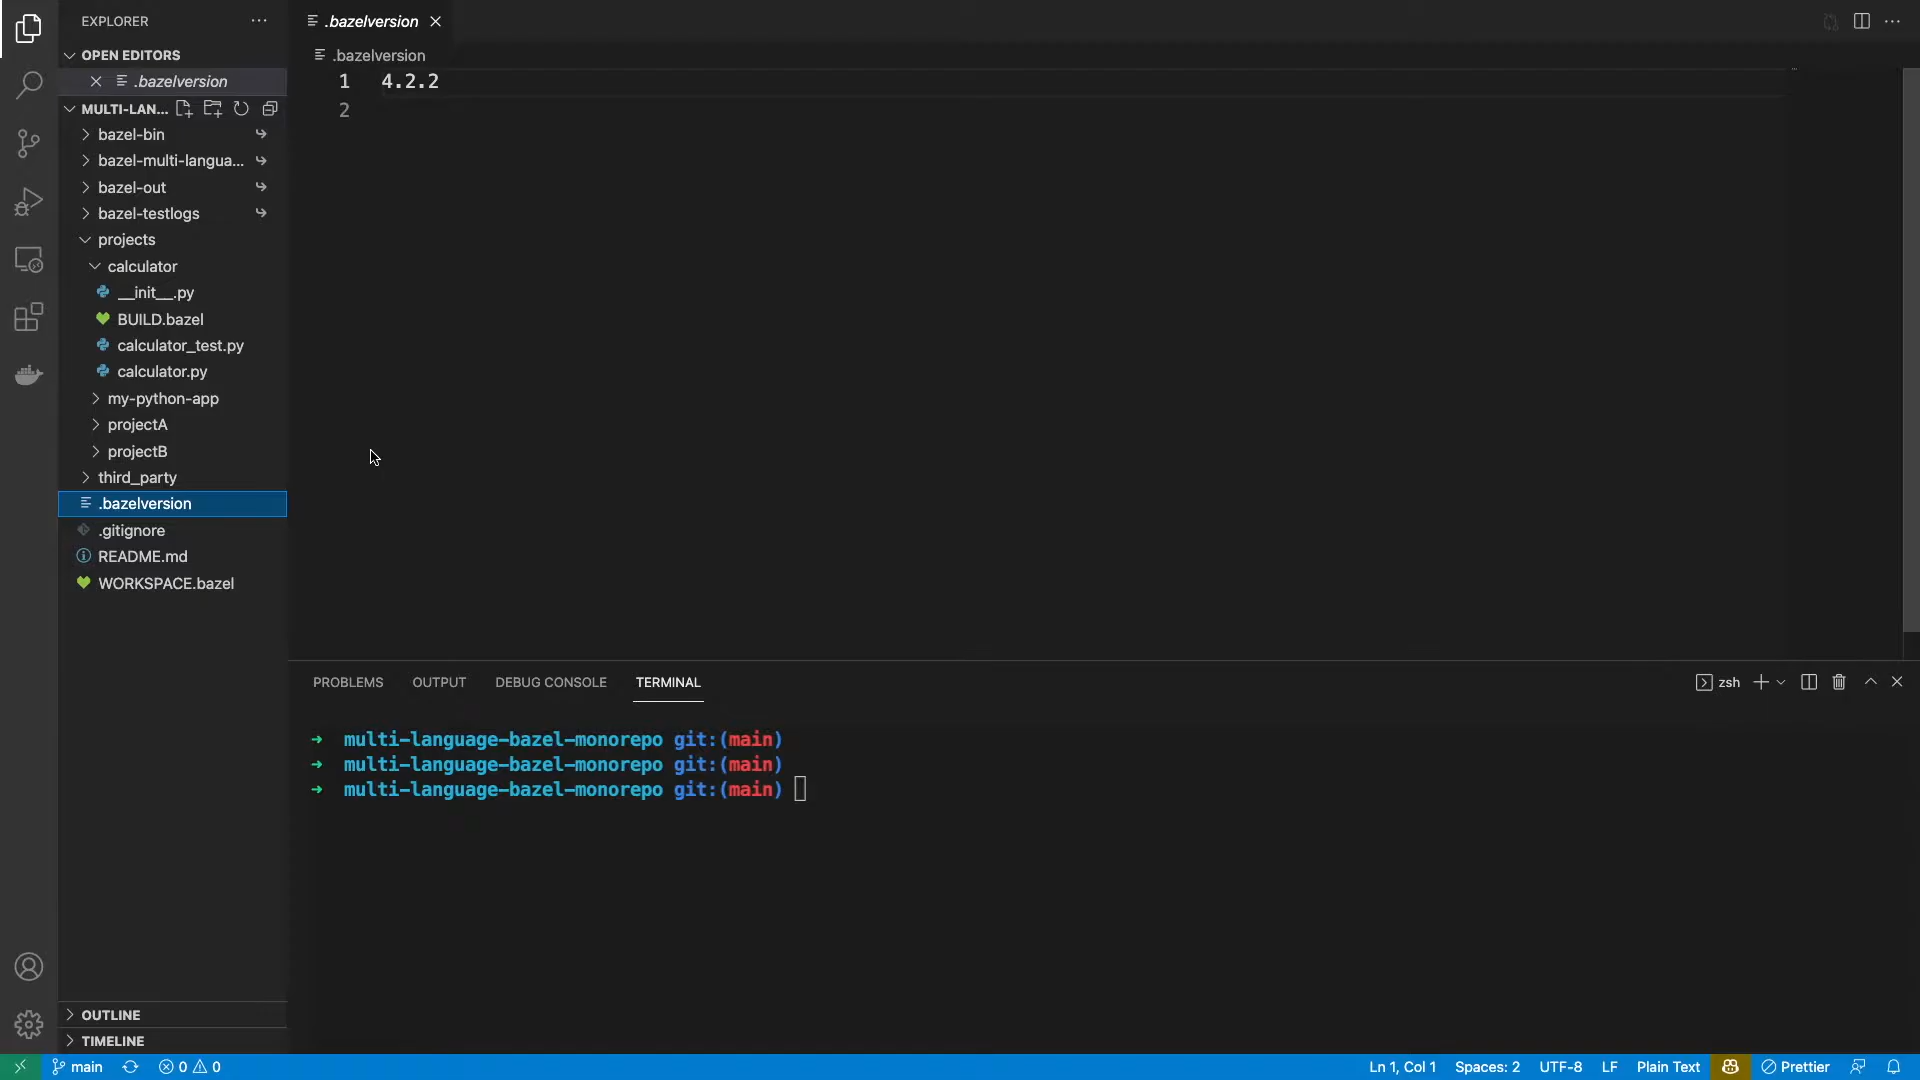 EXPLORER
OPEN EDITORS
.bazelversion
MULTI-LAN...
bazel-bin
bazel-multi-langua...
bazel-out
bazel-testlogs
projects
calculator
__init__.py
BUILD.bazel
calculator_test.py
calculator.py
my-python-app
projectA
projectB
third_party
.bazelversion
.gitignore
README.md
WORKSPACE.bazel
OUTLINE
TIMELINE
.bazelversion
.bazelversion
1 4.2.2
2
PROBLEMS OUTPUT DEBUG CONSOLE TERMINAL
zsh
➜ multi-language-bazel-monorepo git:(main)
➜ multi-language-bazel-monorepo git:(main)
➜ multi-language-bazel-monorepo git:(main)
main 0 0
Ln 1, Col 1 Spaces: 2 UTF-8 LF Plain Text Prettier